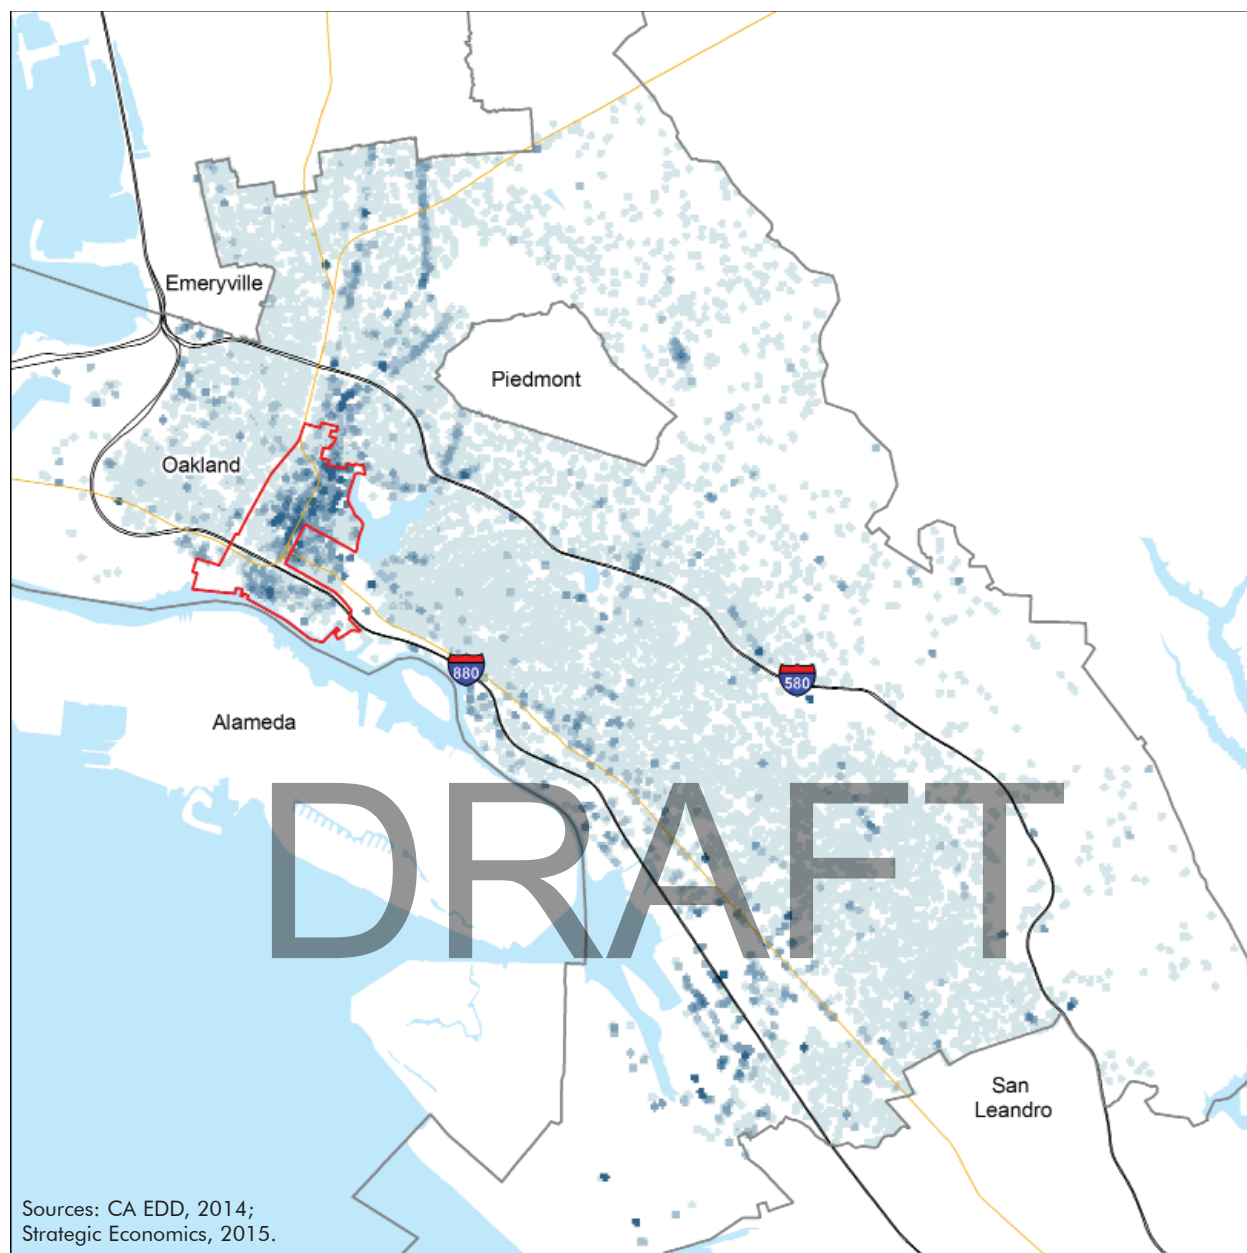 Emeryville
Piedmont
Oakland
880
580
Alameda
DRAFT
San
Leandro
Sources: CA EDD, 2014;
Strategic Economics, 2015.